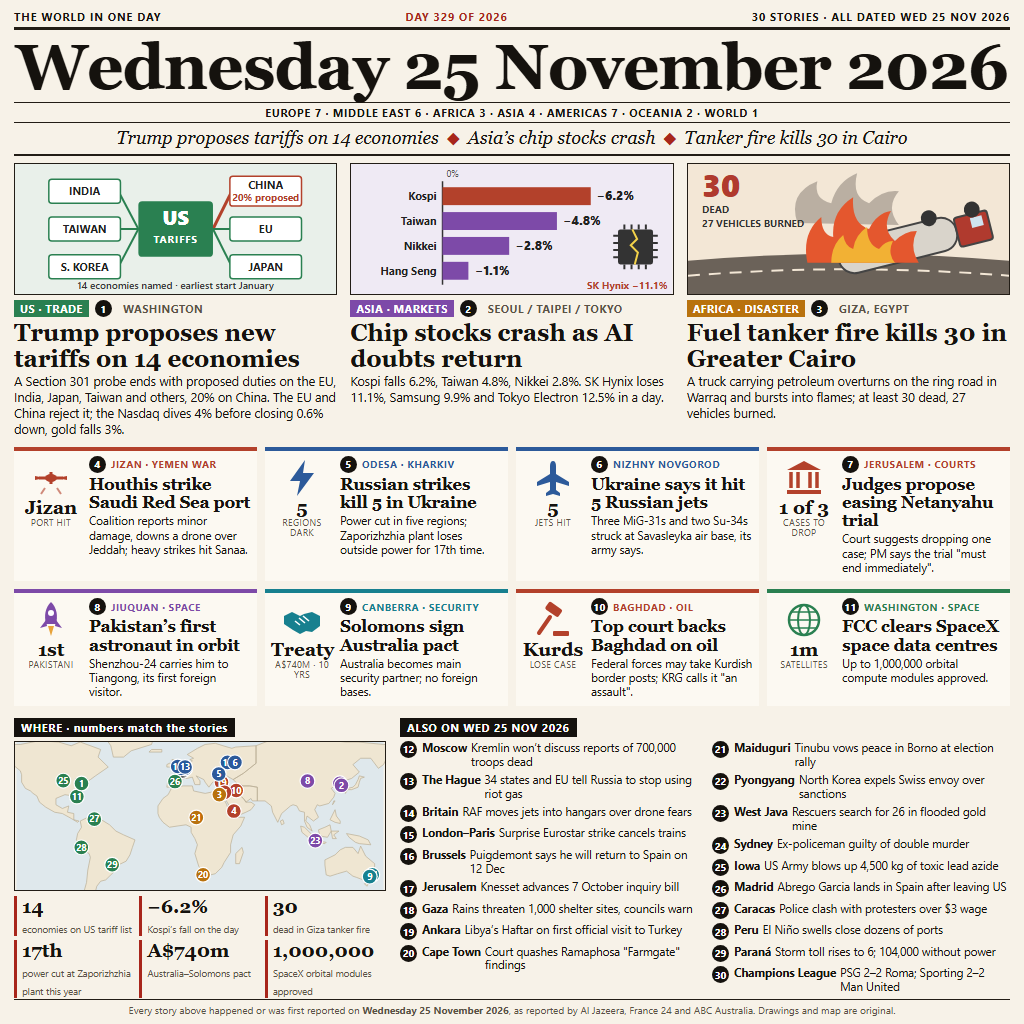 THE WORLD IN ONE DAY
DAY 329 OF 2026
30 STORIES · ALL DATED WED 25 NOV 2026
Wednesday 25 November 2026
EUROPE 7 · MIDDLE EAST 6 · AFRICA 3 · ASIA 4 · AMERICAS 7 · OCEANIA 2 · WORLD 1
Trump proposes tariffs on 14 economies ◆ Asia's chip stocks crash ◆ Tanker fire kills 30 in Cairo
INDIA
TAIWAN
S. KOREA
US
TARIFFS
CHINA
20% proposed
EU
JAPAN
14 economies named · earliest start January
US · TRADE 1 WASHINGTON
Trump proposes new
tariffs on 14 economies
A Section 301 probe ends with proposed duties on the EU,
India, Japan, Taiwan and others, 20% on China. The EU and
China reject it; the Nasdaq dives 4% before closing 0.6%
down, gold falls 3%.
0%
Kospi −6.2%
Taiwan −4.8%
Nikkei −2.8%
Hang Seng −1.1%
SK Hynix −11.1%
ASIA · MARKETS 2 SEOUL / TAIPEI / TOKYO
Chip stocks crash as AI
doubts return
Kospi falls 6.2%, Taiwan 4.8%, Nikkei 2.8%. SK Hynix loses
11.1%, Samsung 9.9% and Tokyo Electron 12.5% in a day.
30
DEAD
27 VEHICLES BURNED
AFRICA · DISASTER 3 GIZA, EGYPT
Fuel tanker fire kills 30 in
Greater Cairo
A truck carrying petroleum overturns on the ring road in
Warraq and bursts into flames; at least 30 dead, 27
vehicles burned.
Jizan
PORT HIT
4 JIZAN · YEMEN WAR
Houthis strike
Saudi Red Sea port
Coalition reports minor
damage, downs a drone over
Jeddah; heavy strikes hit Sanaa.
5
REGIONS
DARK
5 ODESA · KHARKIV
Russian strikes
kill 5 in Ukraine
Power cut in five regions;
Zaporizhzhia plant loses
outside power for 17th time.
5
JETS HIT
6 NIZHNY NOVGOROD
Ukraine says it hit
5 Russian jets
Three MiG-31s and two Su-34s
struck at Savasleyka air base, its
army says.
1 of 3
CASES TO
DROP
7 JERUSALEM · COURTS
Judges propose
easing Netanyahu
trial
Court suggests dropping one
case; PM says the trial "must
end immediately".
1st
PAKISTANI
8 JIUQUAN · SPACE
Pakistan's first
astronaut in orbit
Shenzhou-24 carries him to
Tiangong, its first foreign
visitor.
Treaty
A$740M · 10
YRS
9 CANBERRA · SECURITY
Solomons sign
Australia pact
Australia becomes main
security partner; no foreign
bases.
Kurds
LOSE CASE
10 BAGHDAD · OIL
Top court backs
Baghdad on oil
Federal forces may take Kurdish
border posts; KRG calls it "an
assault".
1m
SATELLITES
11 WASHINGTON · SPACE
FCC clears SpaceX
space data centres
Up to 1,000,000 orbital
compute modules approved.
WHERE · numbers match the stories
25
1
11
27
28
29
13
26
5
6
3
10
4
21
20
8
2
23
9
14
economies on US tariff list
−6.2%
Kospi's fall on the day
30
dead in Giza tanker fire
17th
power cut at Zaporizhzhia
plant this year
A$740m
Australia–Solomons pact
1,000,000
SpaceX orbital modules
approved
ALSO ON WED 25 NOV 2026
12 Moscow Kremlin won't discuss reports of 700,000
troops dead
13 The Hague 34 states and EU tell Russia to stop using
riot gas
14 Britain RAF moves jets into hangars over drone fears
15 London–Paris Surprise Eurostar strike cancels trains
16 Brussels Puigdemont says he will return to Spain on
12 Dec
17 Jerusalem Knesset advances 7 October inquiry bill
18 Gaza Rains threaten 1,000 shelter sites, councils warn
19 Ankara Libya's Haftar on first official visit to Turkey
20 Cape Town Court quashes Ramaphosa "Farmgate"
findings
21 Maiduguri Tinubu vows peace in Borno at election
rally
22 Pyongyang North Korea expels Swiss envoy over
sanctions
23 West Java Rescuers search for 26 in flooded gold
mine
24 Sydney Ex-policeman guilty of double murder
25 Iowa US Army blows up 4,500 kg of toxic lead azide
26 Madrid Abrego Garcia lands in Spain after leaving US
27 Caracas Police clash with protesters over $3 wage
28 Peru El Niño swells close dozens of ports
29 Paraná Storm toll rises to 6; 104,000 without power
30 Champions League PSG 2–2 Roma; Sporting 2–2
Man United
Every story above happened or was first reported on Wednesday 25 November 2026, as reported by Al Jazeera, France 24 and ABC Australia. Drawings and map are original.